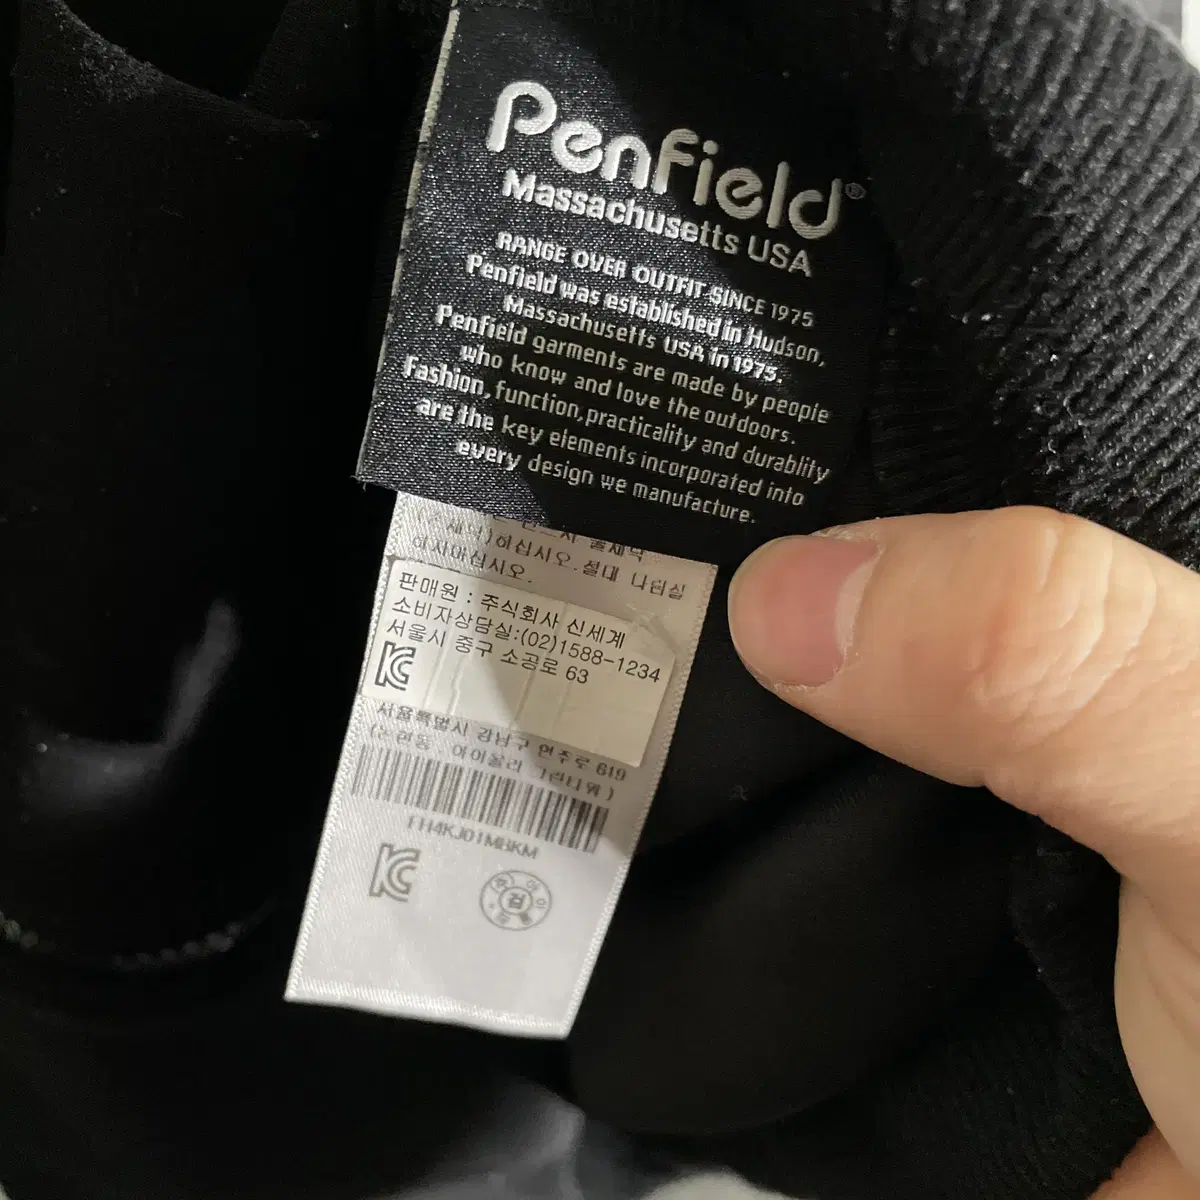 Penfield®
Massachusetts USA
RANGE OVER OUTFIT SINCE 1975
Penfield was established in Hudson,
Massachusetts USA in 1975.
Penfield garments are made by people
who know and love the outdoors.
Fashion, function, practicality and durablity
are the key elements incorporated into
every design we manufacture.
하십시오. 실내
하지마십시오.
판매원 : 주식회사 신세계
소비자상담실:(02)1588-1234
서울시 중구 소공로 63
서울특별시 강남구 언주로 619
(논현동
FH4KJ01MBKM